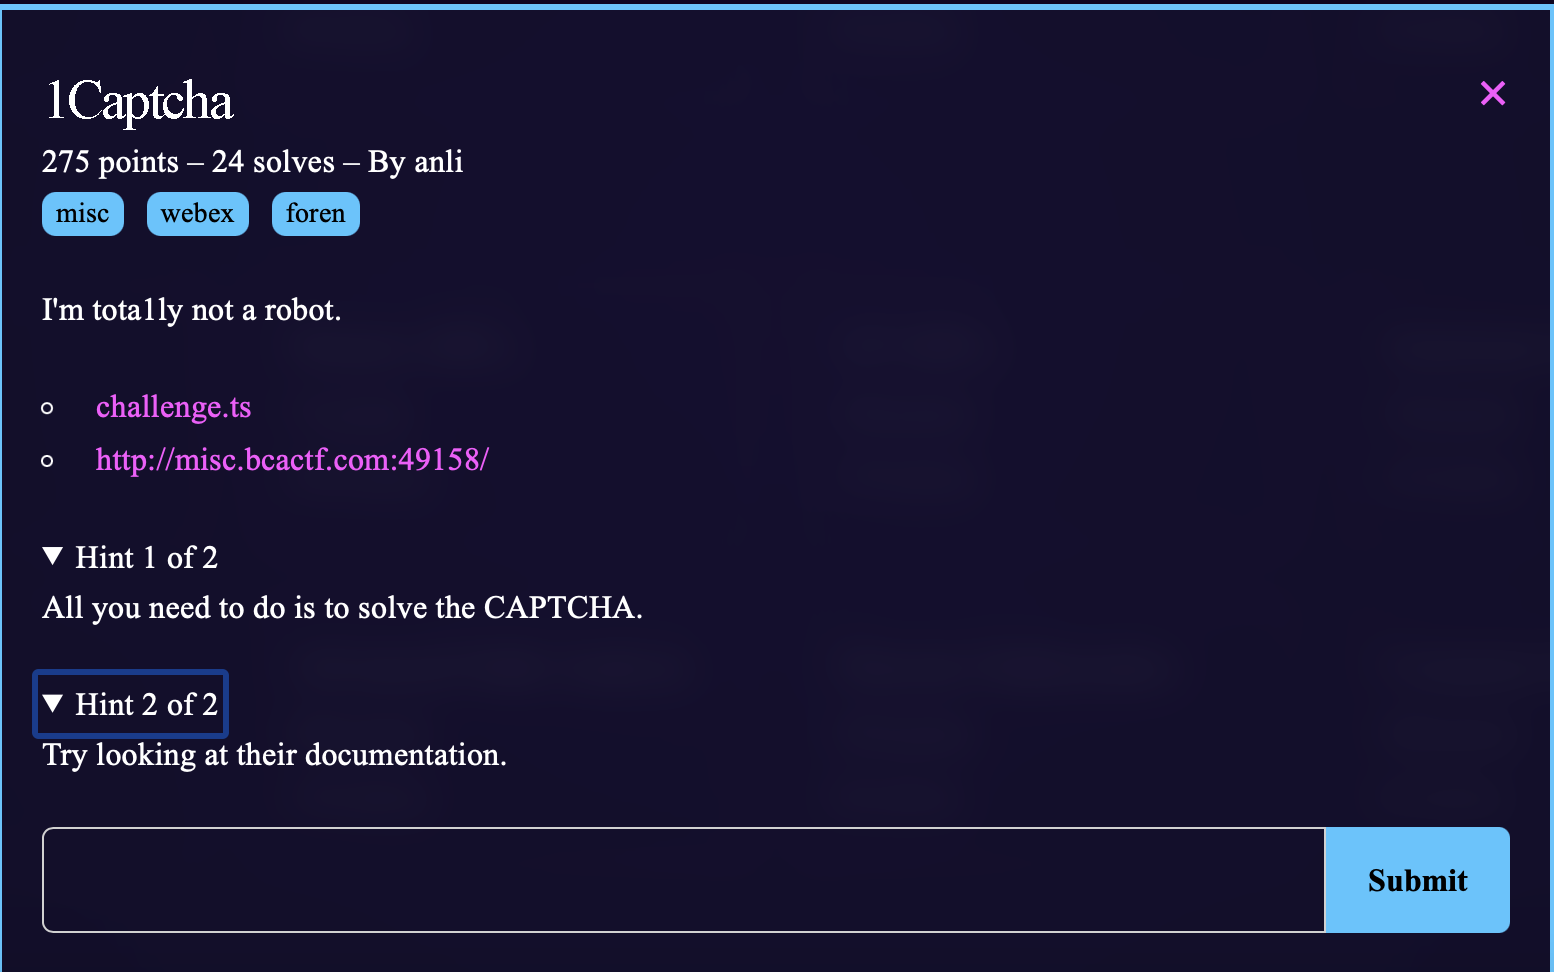 1Captcha
275 points – 24 solves – By anli
misc webex foren
I'm tota1ly not a robot.
challenge.ts
http://misc.bcactf.com:49158/
Hint 1 of 2
All you need to do is to solve the CAPTCHA.
Hint 2 of 2
Try looking at their documentation.
Submit